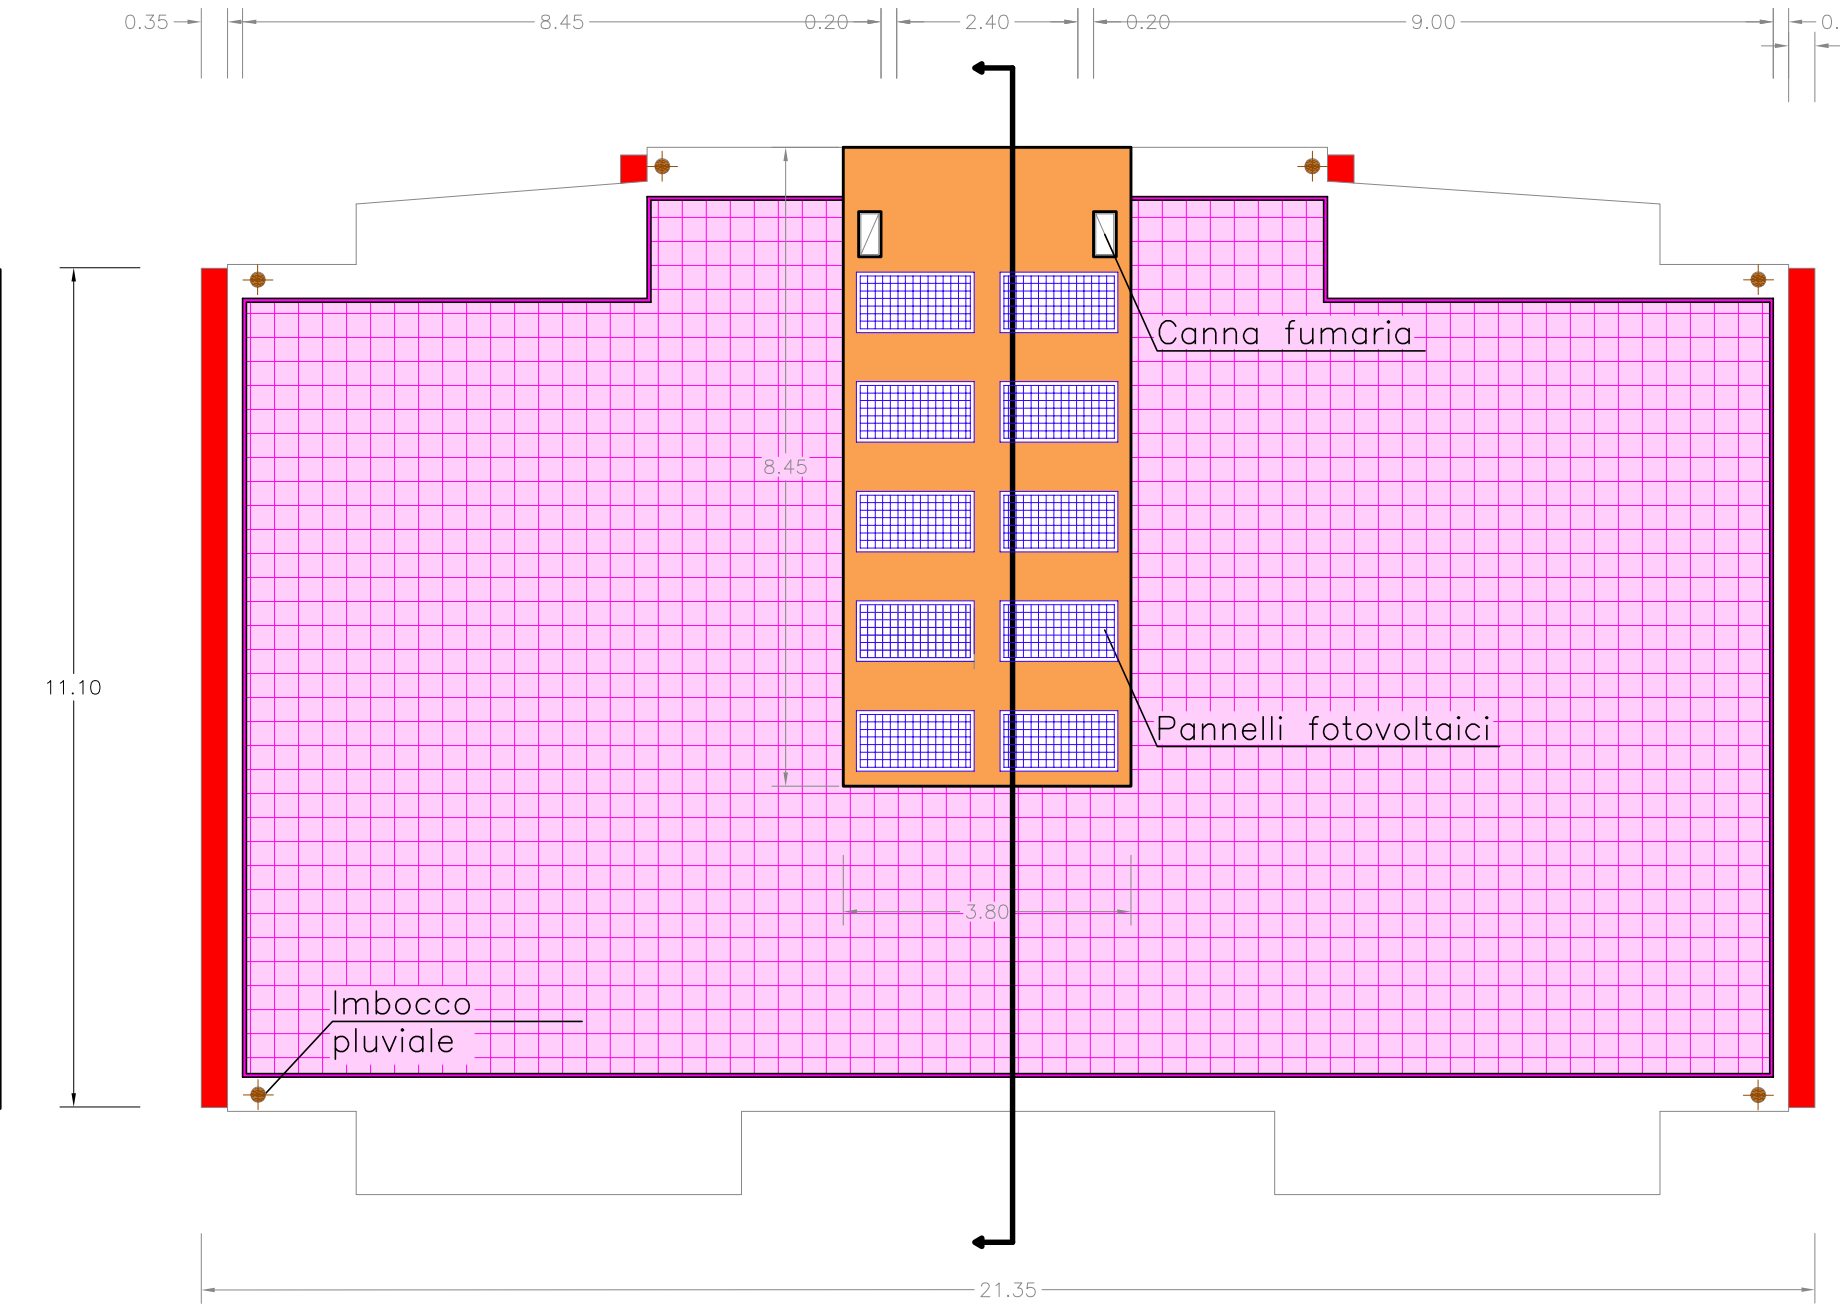 0.35 8.45 0.20 2.40 0.20 9.00 0.
Canna fumaria
8.45
11.10
Pannelli fotovoltaici
3.80
Imbocco
pluviale
21.35